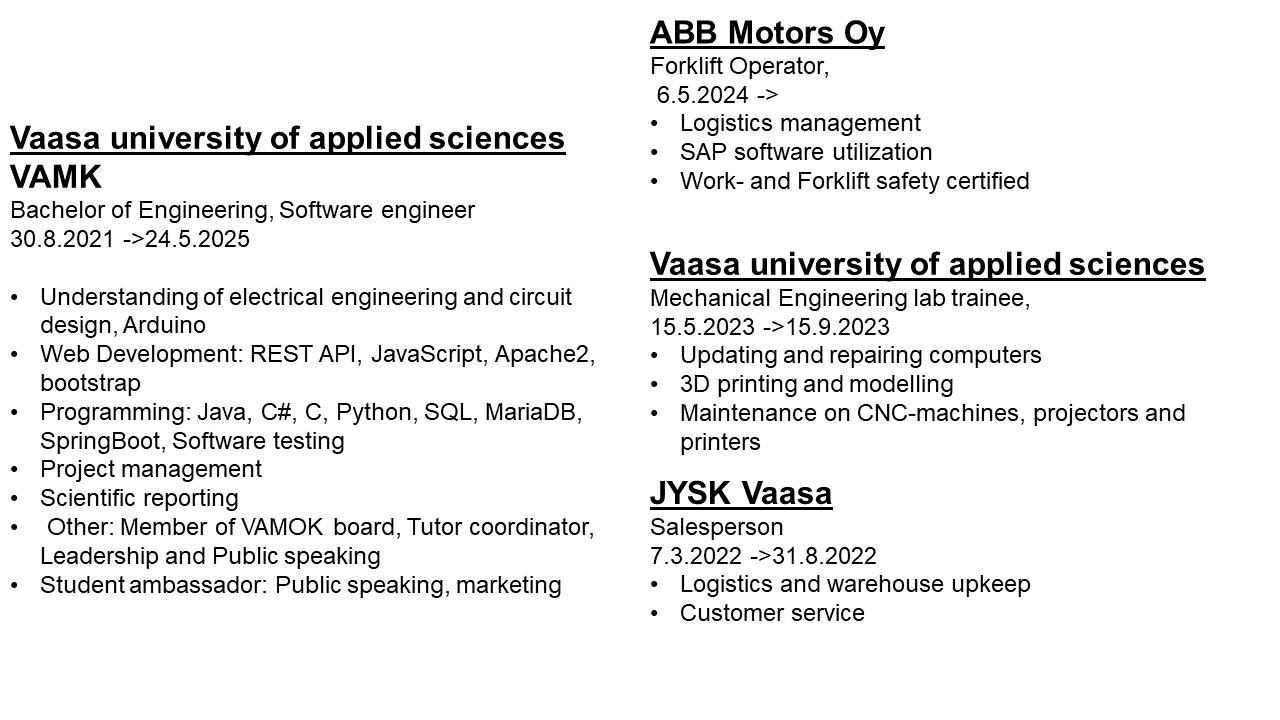 Vaasa university of applied sciences
VAMK
Bachelor of Engineering, Software engineer
30.8.2021 ->24.5.2025
• Understanding of electrical engineering and circuit
design, Arduino
• Web Development: REST API, JavaScript, Apache2,
bootstrap
• Programming: Java, C#, C, Python, SQL, MariaDB,
SpringBoot, Software testing
• Project management
• Scientific reporting
• Other: Member of VAMOK board, Tutor coordinator,
Leadership and Public speaking
• Student ambassador: Public speaking, marketing
ABB Motors Oy
Forklift Operator,
6.5.2024 ->
• Logistics management
• SAP software utilization
• Work- and Forklift safety certified
Vaasa university of applied sciences
Mechanical Engineering lab trainee,
15.5.2023 ->15.9.2023
• Updating and repairing computers
• 3D printing and modelling
• Maintenance on CNC-machines, projectors and
printers
JYSK Vaasa
Salesperson
7.3.2022 ->31.8.2022
• Logistics and warehouse upkeep
• Customer service